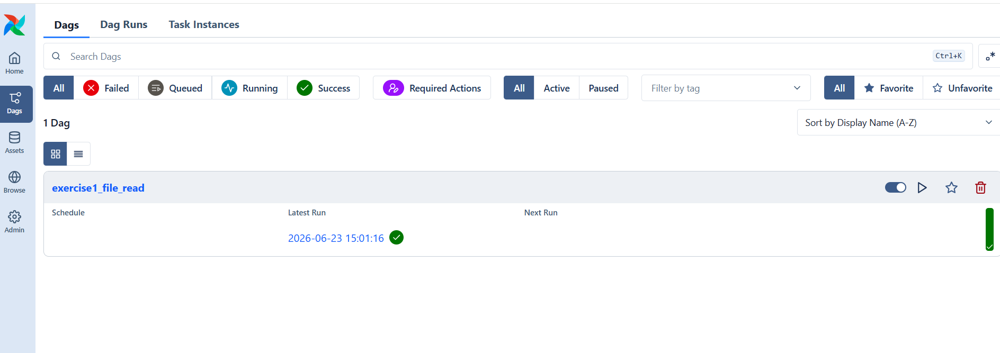 Dags Dag Runs Task Instances
Search Dags Ctrl+K .*
All Failed Queued Running Success Required Actions All Active Paused Filter by tag All Favorite Unfavorite
1 Dag Sort by Display Name (A-Z)
exercise1_file_read
Schedule Latest Run Next Run
2026-06-23 15:01:16
Home
Dags
Assets
Browse
Admin